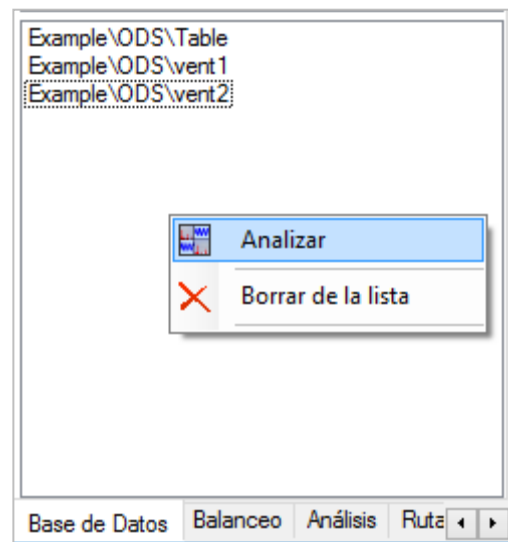 Example\ODS\Table
Example\ODS\vent1
Example\ODS\vent2
Analizar
Borrar de la lista
Base de Datos Balanceo Análisis Ruta